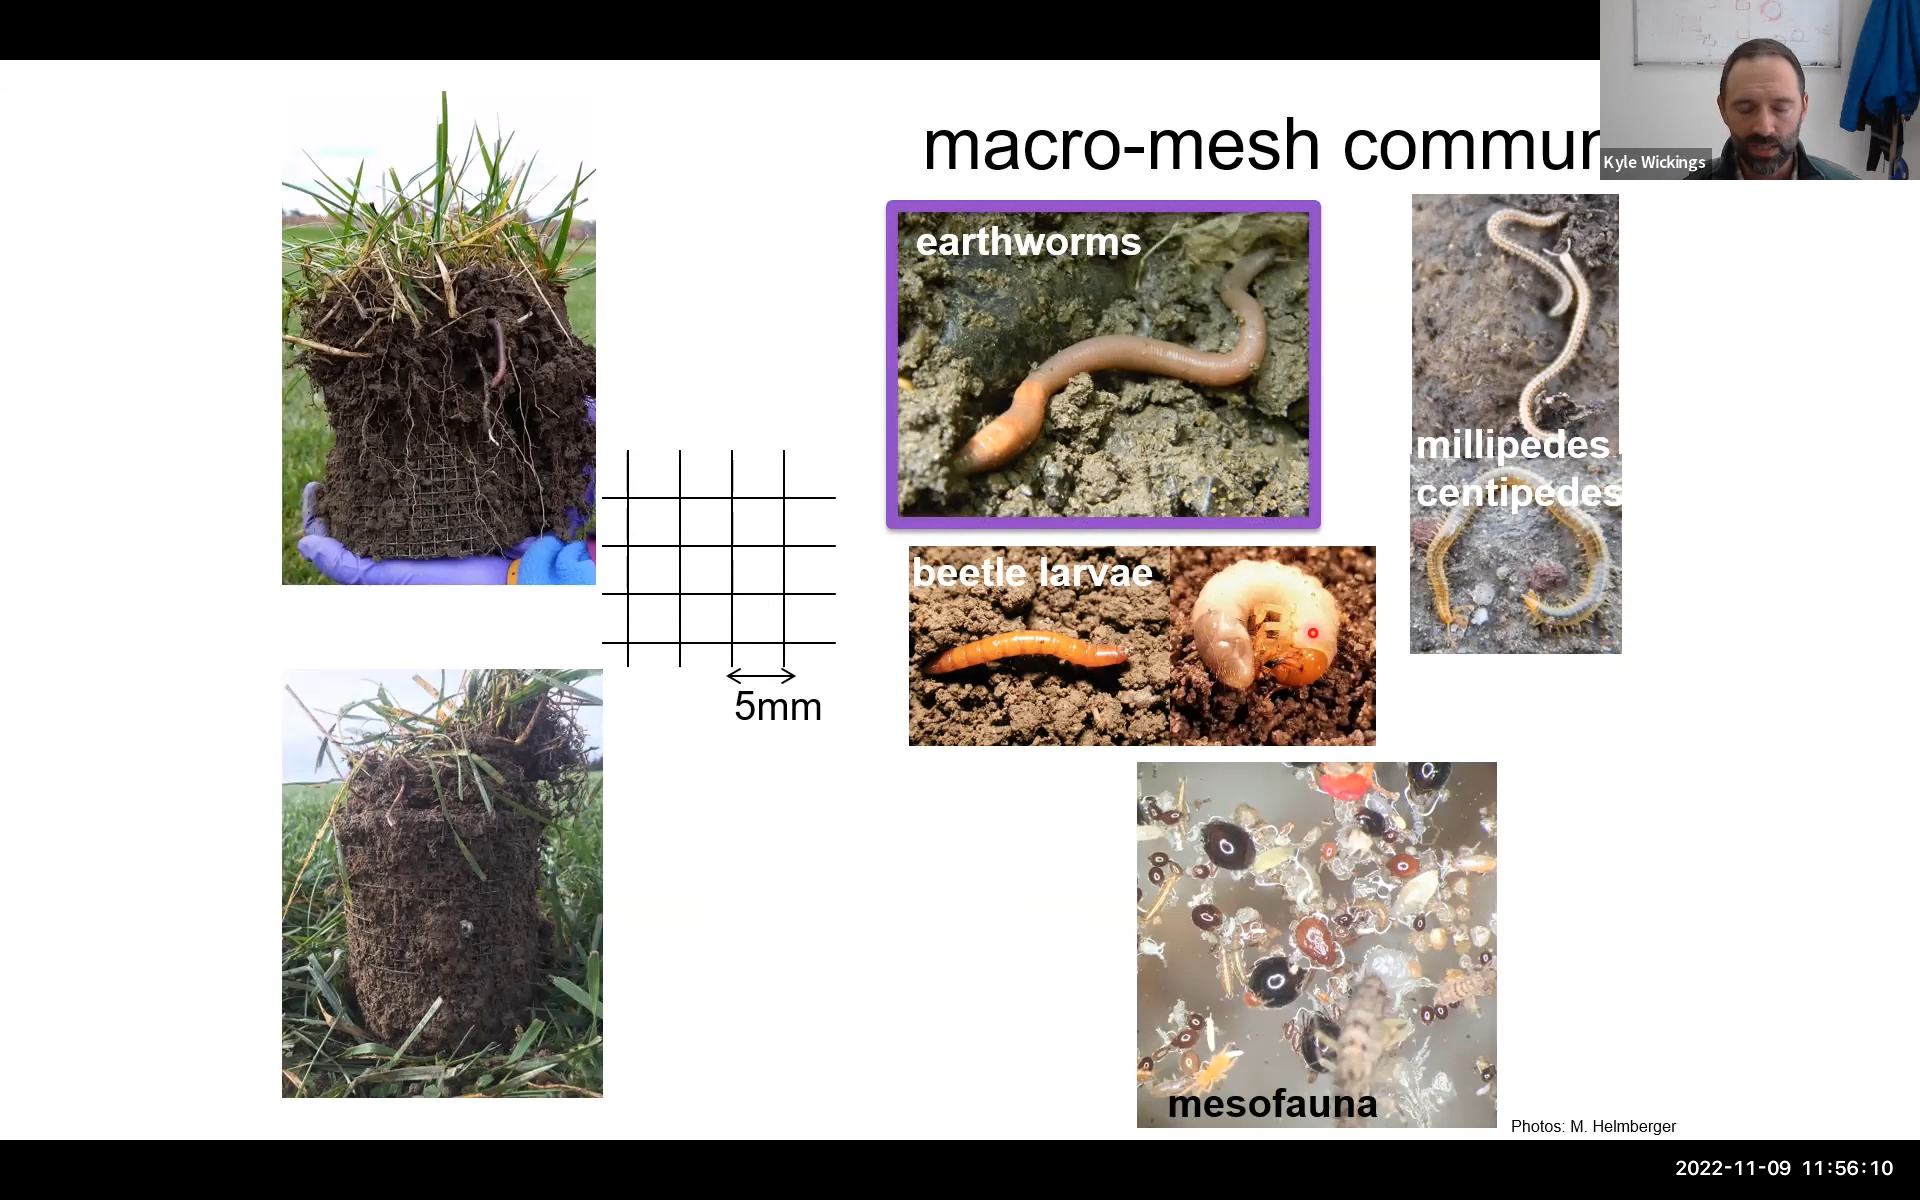 macro-mesh commun
Kyle Wickings
earthworms
millipedes
centipedes
beetle larvae
5mm
mesofauna
Photos: M. Helmberger
2022-11-09 11:56:10